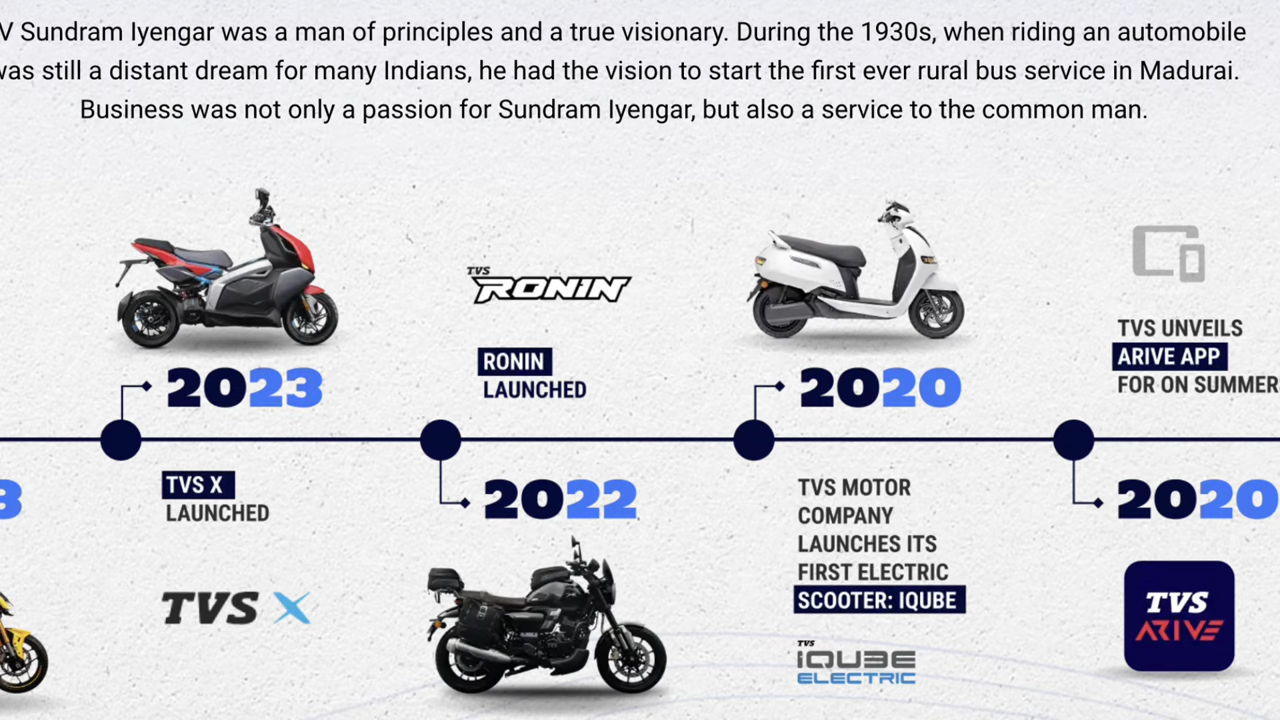 V Sundram Iyengar was a man of principles and a true visionary. During the 1930s, when riding an automobile
was still a distant dream for many Indians, he had the vision to start the first ever rural bus service in Madurai.
Business was not only a passion for Sundram Iyengar, but also a service to the common man.
2023
TVS X
LAUNCHED
TVS X
TVS
RONIN
RONIN
LAUNCHED
2022
2020
TVS MOTOR
COMPANY
LAUNCHES ITS
FIRST ELECTRIC
SCOOTER: IQUBE
TVS
iQUBE
ELECTRIC
TVS UNVEILS
ARIVE APP
FOR ON SUMMER
2020
TVS
ARIVE
3